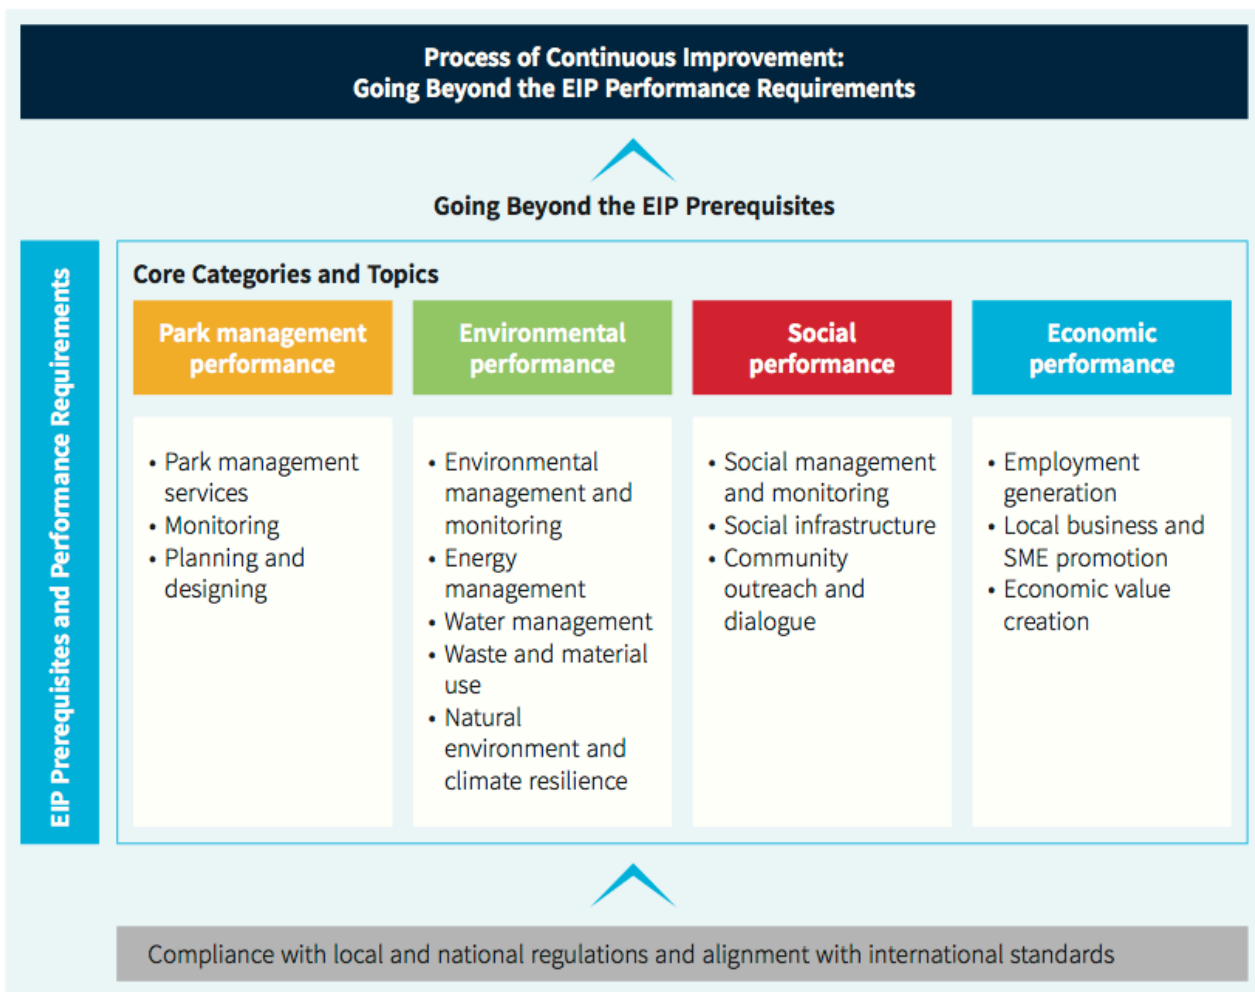 Process of Continuous Improvement:
Going Beyond the EIP Performance Requirements
Going Beyond the EIP Prerequisites
EIP Prerequisites and Performance Requirements
Core Categories and Topics
Park management
performance
• Park management
services
• Monitoring
• Planning and
designing
Environmental
performance
• Environmental
management and
monitoring
• Energy
management
• Water management
• Waste and material
use
• Natural
environment and
climate resilience
Social
performance
• Social management
and monitoring
• Social infrastructure
• Community
outreach and
dialogue
Economic
performance
• Employment
generation
• Local business and
SME promotion
• Economic value
creation
Compliance with local and national regulations and alignment with international standards